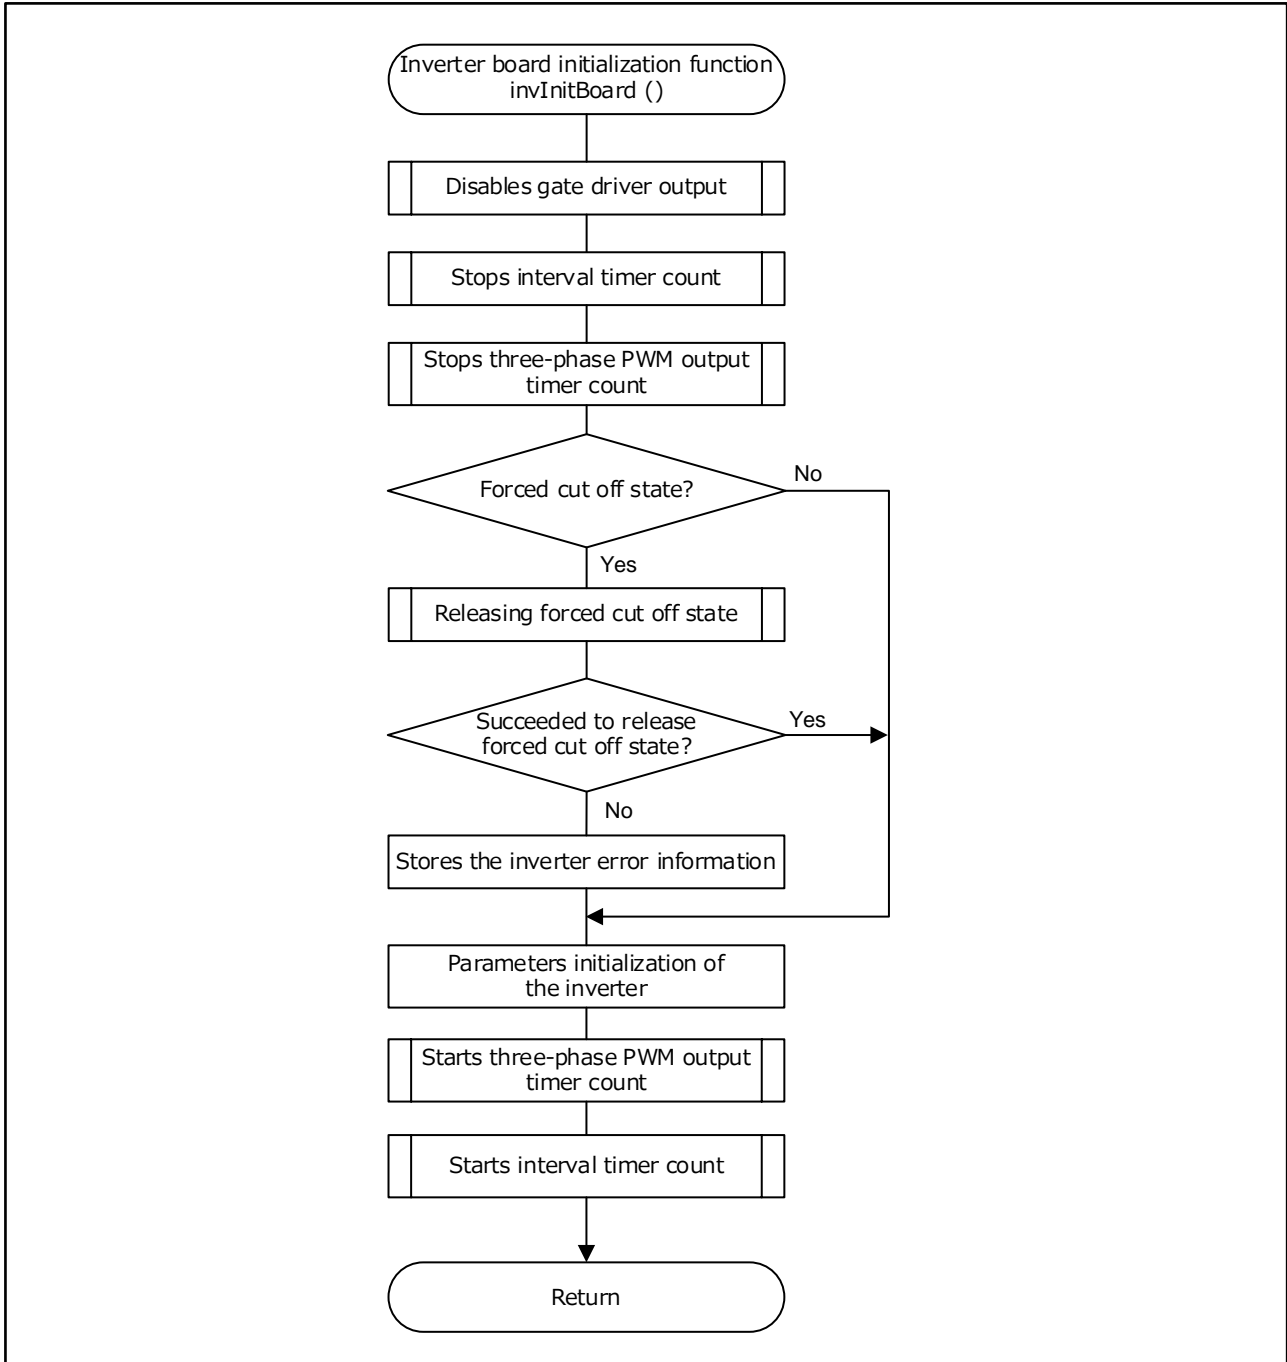 Inverter board initialization function
invInitBoard ()
Disables gate driver output
Stops interval timer count
Stops three-phase PWM output
timer count
Forced cut off state?
No
Yes
Releasing forced cut off state
Succeeded to release
forced cut off state?
Yes
No
Stores the inverter error information
Parameters initialization of
the inverter
Starts three-phase PWM output
timer count
Starts interval timer count
Return